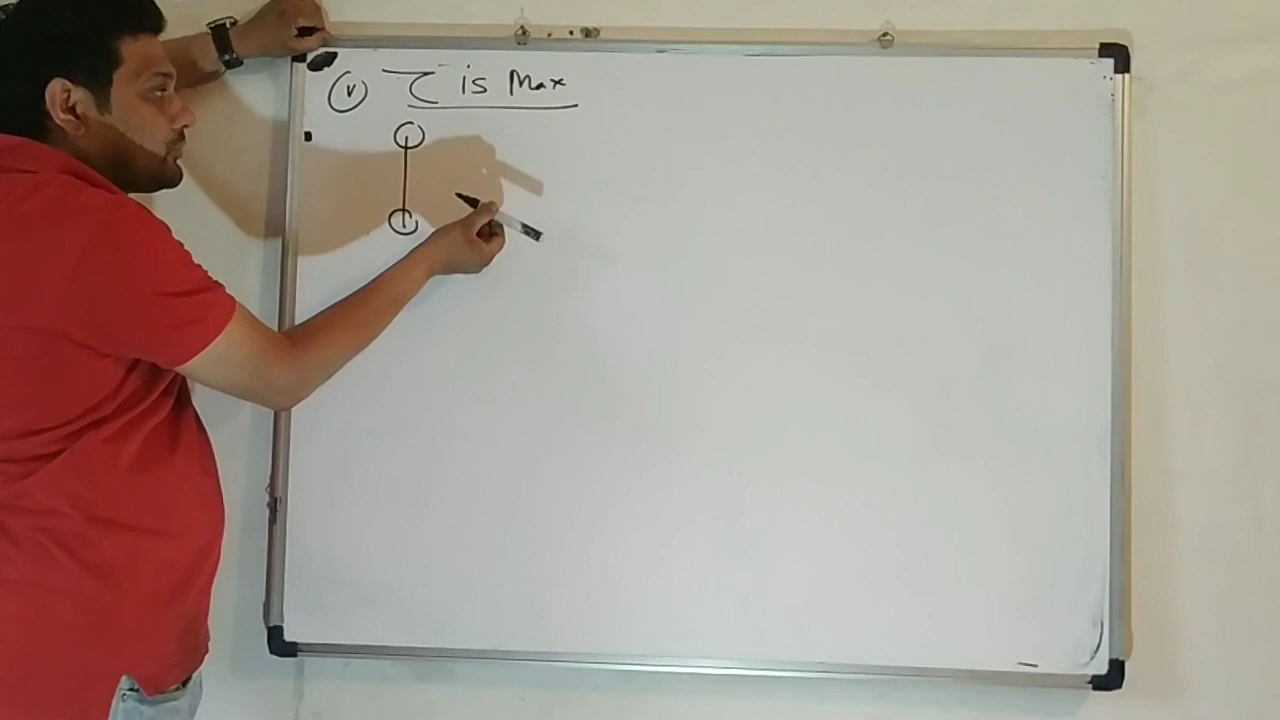 (v) τ is Max